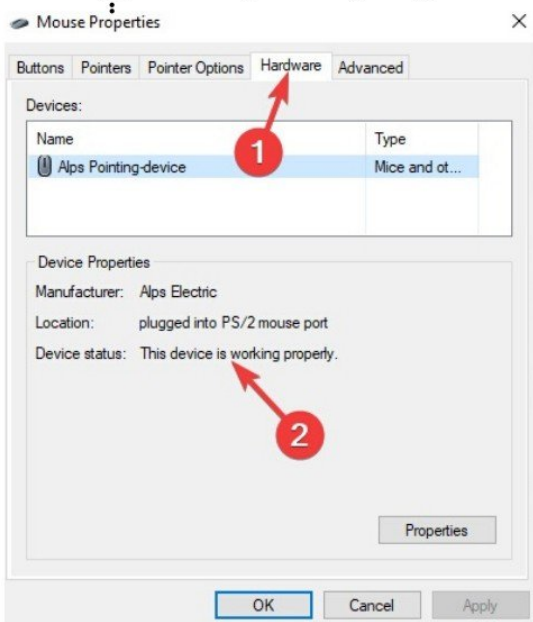 Mouse Properties
Buttons Pointers Pointer Options Hardware Advanced
1
Devices:
Name Type
Alps Pointing-device Mice and ot...
Device Properties
Manufacturer: Alps Electric
Location: plugged into PS/2 mouse port
Device status: This device is working properly.
2
Properties
OK Cancel Apply